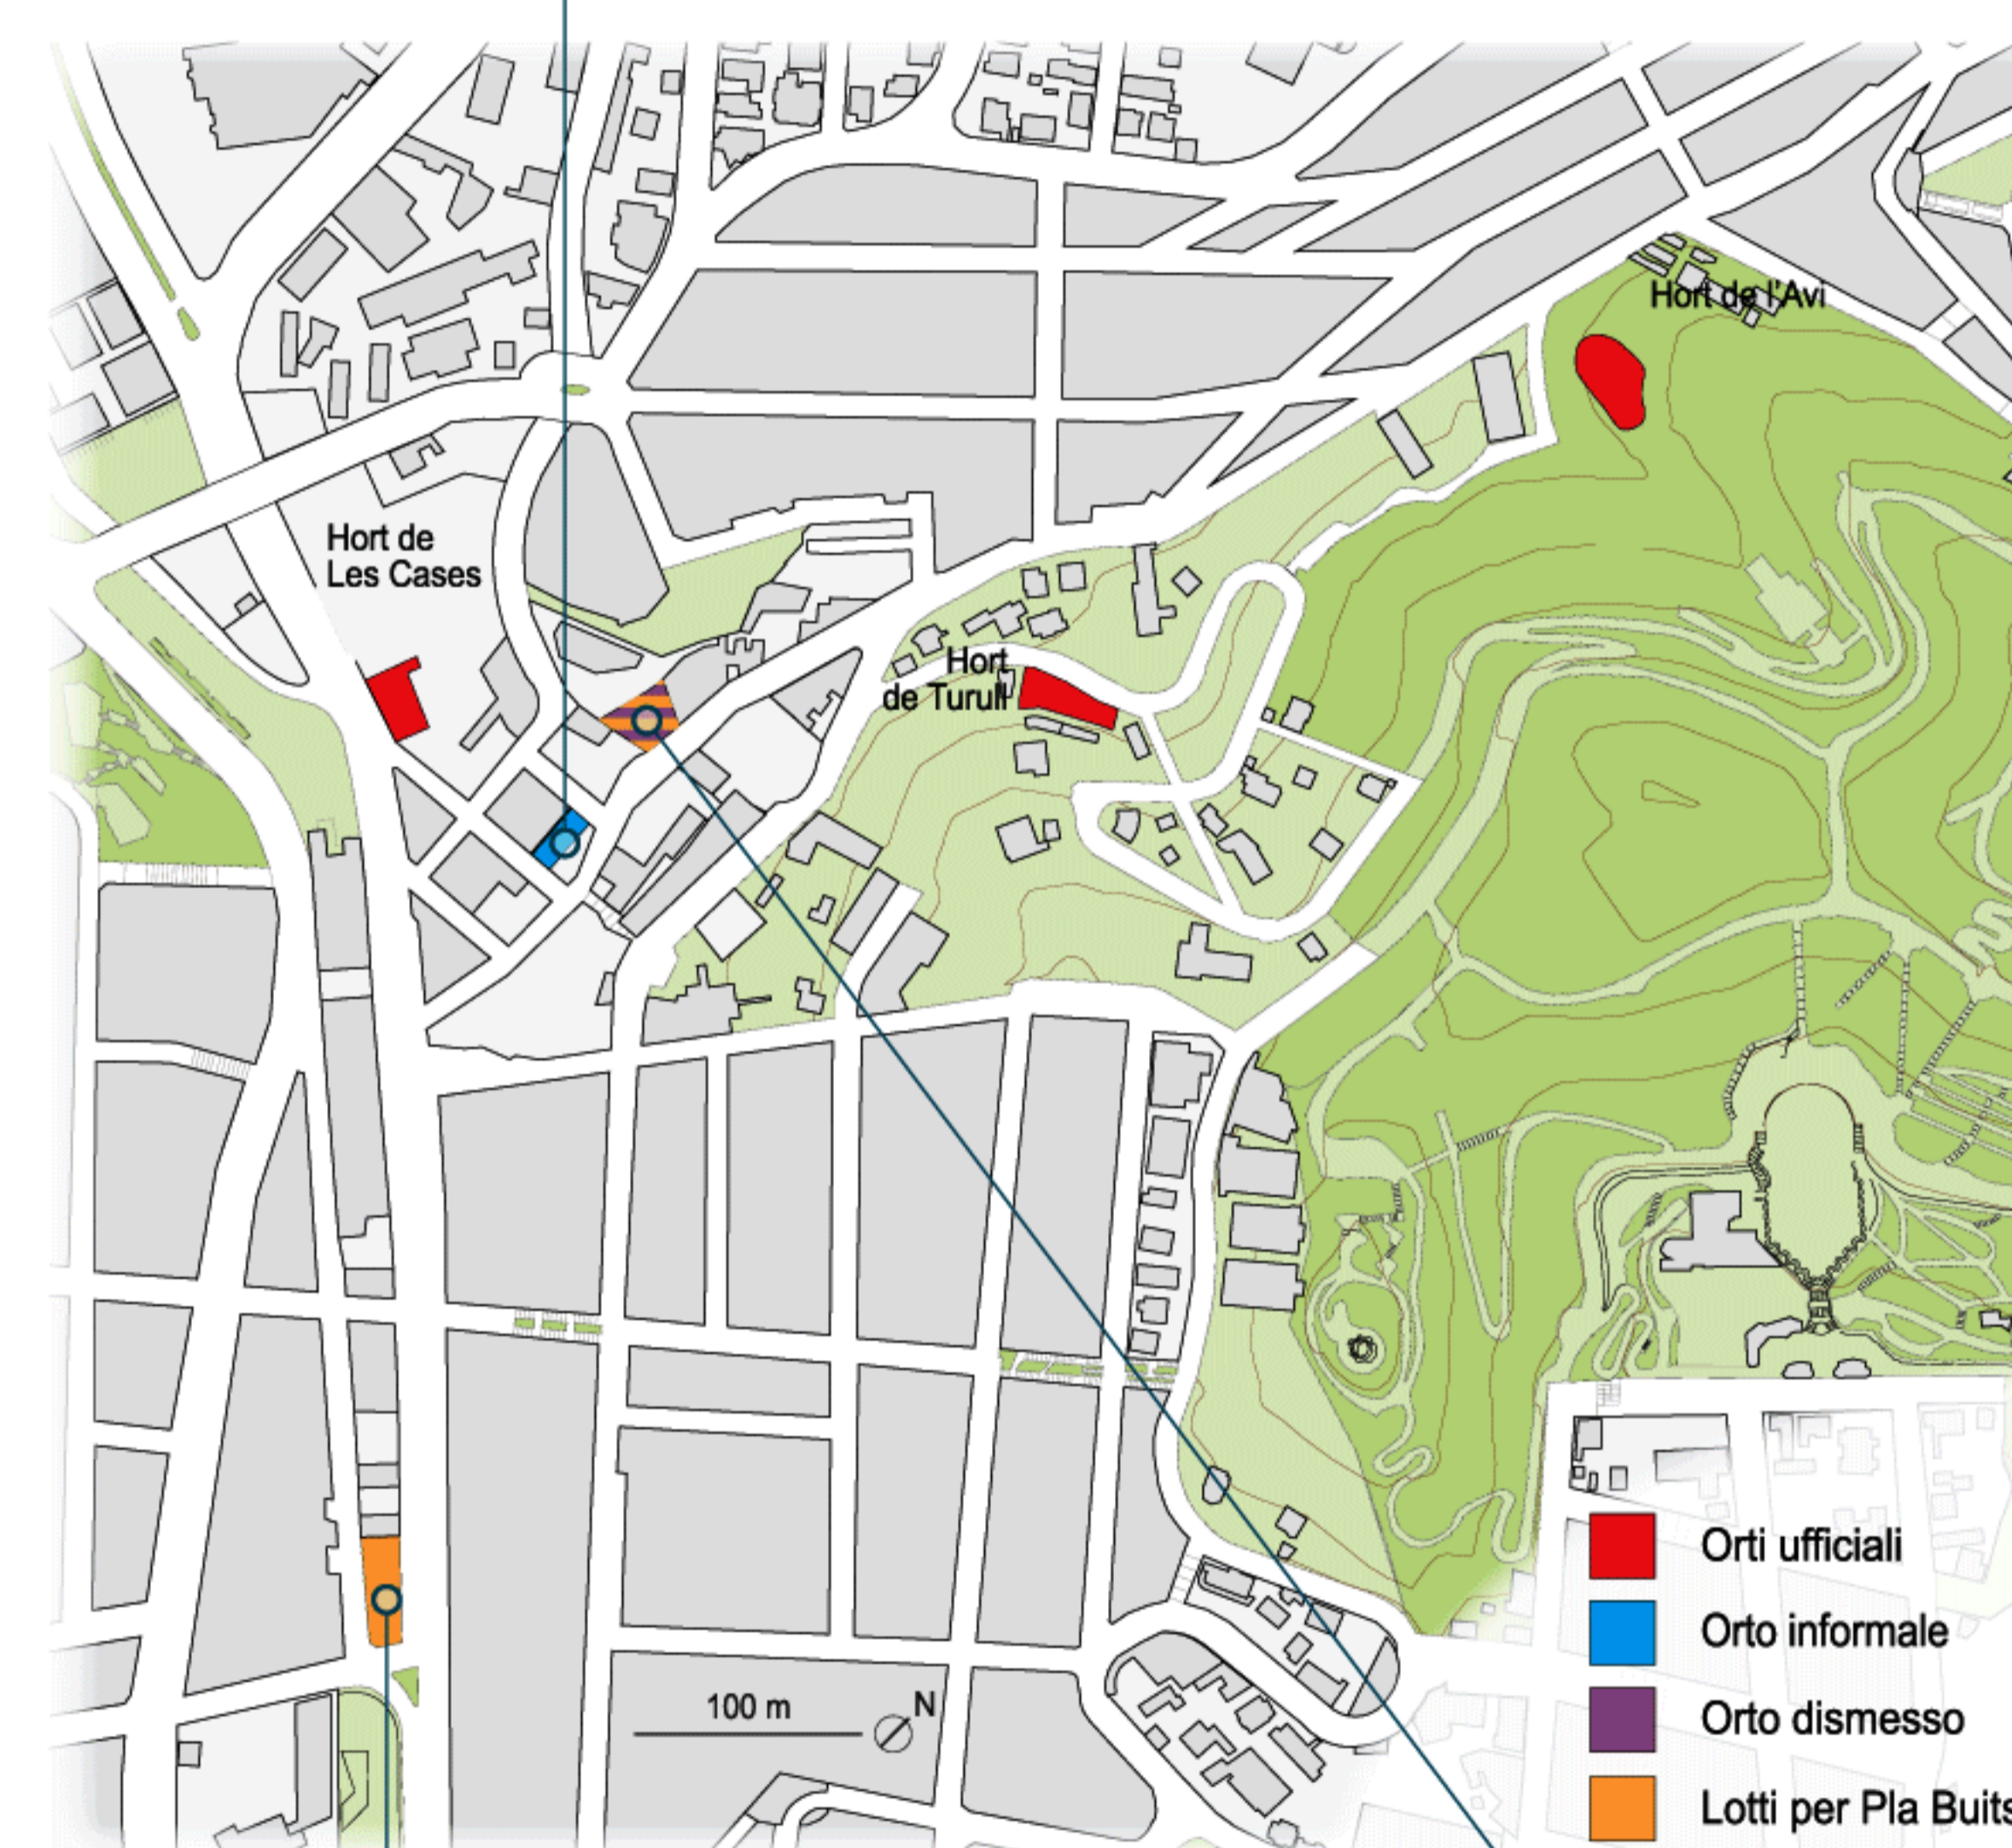 Hort de l'Avi
Hort de
Les Cases
Hort
de Turull
100 m
N
Orti ufficiali
Orto informale
Orto dismesso
Lotti per Pla Buits